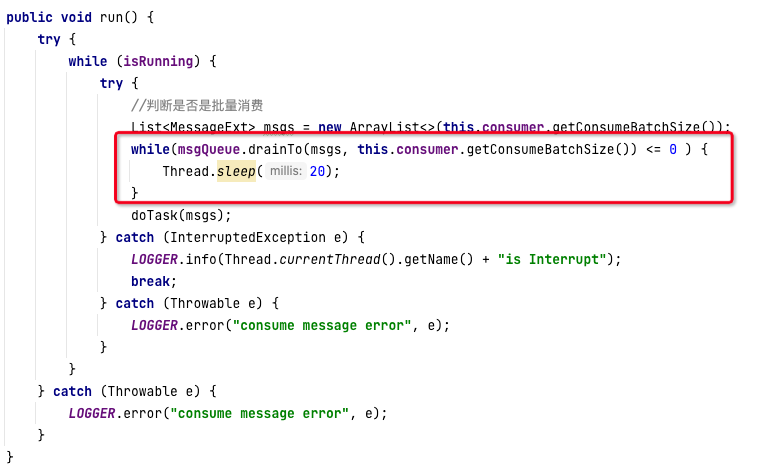 public void run() {
try {
while (isRunning) {
try {
//判断是否是批量消费
List<MessageExt> msgs = new ArrayList<>(this.consumer.getConsumeBatchSize());
while(msgQueue.drainTo(msgs, this.consumer.getConsumeBatchSize()) <= 0 ) {
Thread.sleep( millis: 20);
}
doTask(msgs);
} catch (InterruptedException e) {
LOGGER.info(Thread.currentThread().getName() + "is Interrupt");
break;
} catch (Throwable e) {
LOGGER.error("consume message error", e);
}
}
} catch (Throwable e) {
LOGGER.error("consume message error", e);
}
}